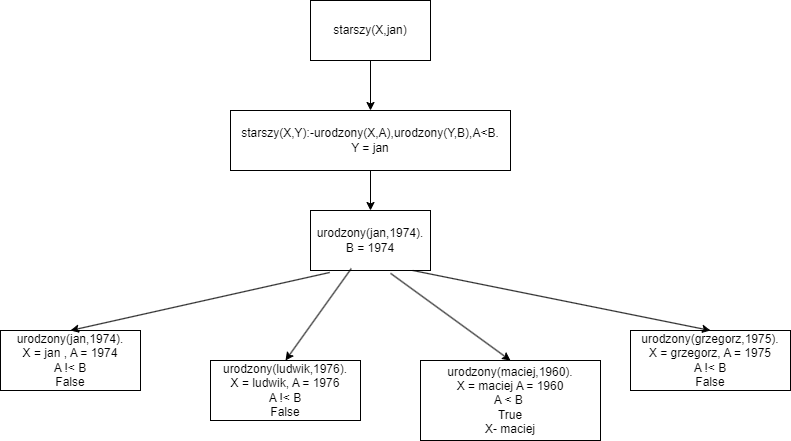 starszy(X,jan)
starszy(X,Y):-urodzony(X,A),urodzony(Y,B),A<B.
Y = jan
urodzony(jan,1974).
B = 1974
urodzony(jan,1974).
X = jan , A = 1974
A !< B
False
urodzony(ludwik,1976).
X = ludwik, A = 1976
A !< B
False
urodzony(maciej,1960).
X = maciej A = 1960
A < B
True
X- maciej
urodzony(grzegorz,1975).
X = grzegorz, A = 1975
A !< B
False